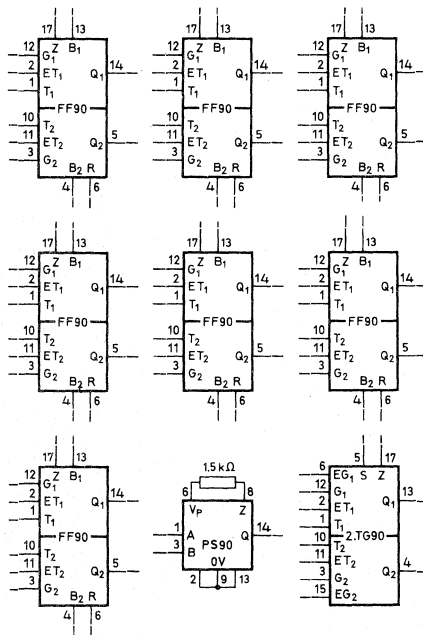 17 13
Z B₁
12 G₁
2 ET₁ Q₁ 14
1 T₁
FF90
10 T₂
11 ET₂ Q₂ 5
3 G₂
B₂ R
4 6
17 13
Z B₁
12 G₁
2 ET₁ Q₁ 14
1 T₁
FF90
10 T₂
11 ET₂ Q₂ 5
3 G₂
B₂ R
4 6
17 13
Z B₁
12 G₁
2 ET₁ Q₁ 14
1 T₁
FF90
10 T₂
11 ET₂ Q₂ 5
3 G₂
B₂ R
4 6
17 13
Z B₁
12 G₁
2 ET₁ Q₁ 14
1 T₁
FF90
10 T₂
11 ET₂ Q₂ 5
3 G₂
B₂ R
4 6
17 13
Z B₁
12 G₁
2 ET₁ Q₁ 14
1 T₁
FF90
10 T₂
11 ET₂ Q₂ 5
3 G₂
B₂ R
4 6
17 13
Z B₁
12 G₁
2 ET₁ Q₁ 14
1 T₁
FF90
10 T₂
11 ET₂ Q₂ 5
3 G₂
B₂ R
4 6
17 13
Z B₁
12 G₁
2 ET₁ Q₁ 14
1 T₁
FF90
10 T₂
11 ET₂ Q₂ 5
3 G₂
B₂ R
4 6
1,5 kΩ
6 8
Vₚ Z
1 A Q 14
3 B PS90
0V
2 9 13
5 17
6 EG₁ S Z
12 G₁
2 ET₁ Q₁ 13
1 T₁
2.TG90
10 T₂
11 ET₂ Q₂ 4
3 G₂
15 EG₂